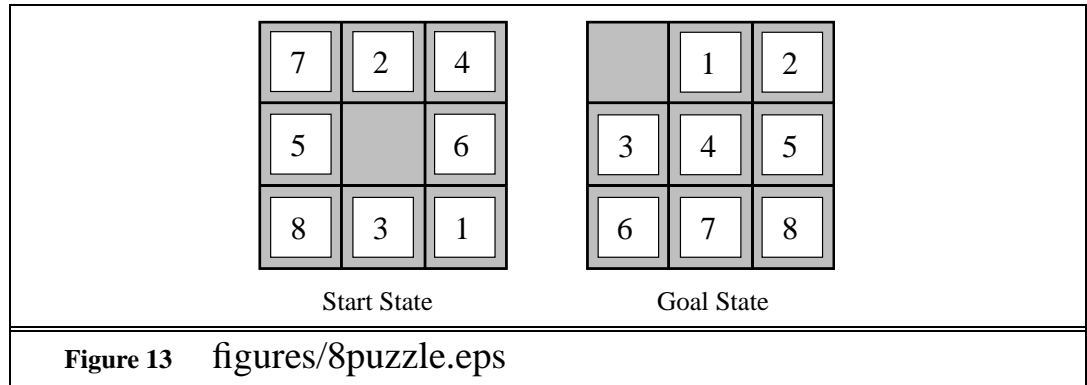 7 2 4 1 2
5 6 3 4 5
8 3 1 6 7 8
Start State Goal State
Figure 13 figures/8puzzle.eps